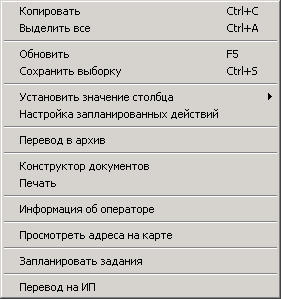 Копировать Ctrl+C
Выделить все Ctrl+A
Обновить F5
Сохранить выборку Ctrl+S
Установить значение столбца
Настройка запланированных действий
Перевод в архив
Конструктор документов
Печать
Информация об операторе
Просмотреть адреса на карте
Запланировать задания
Перевод на ИП